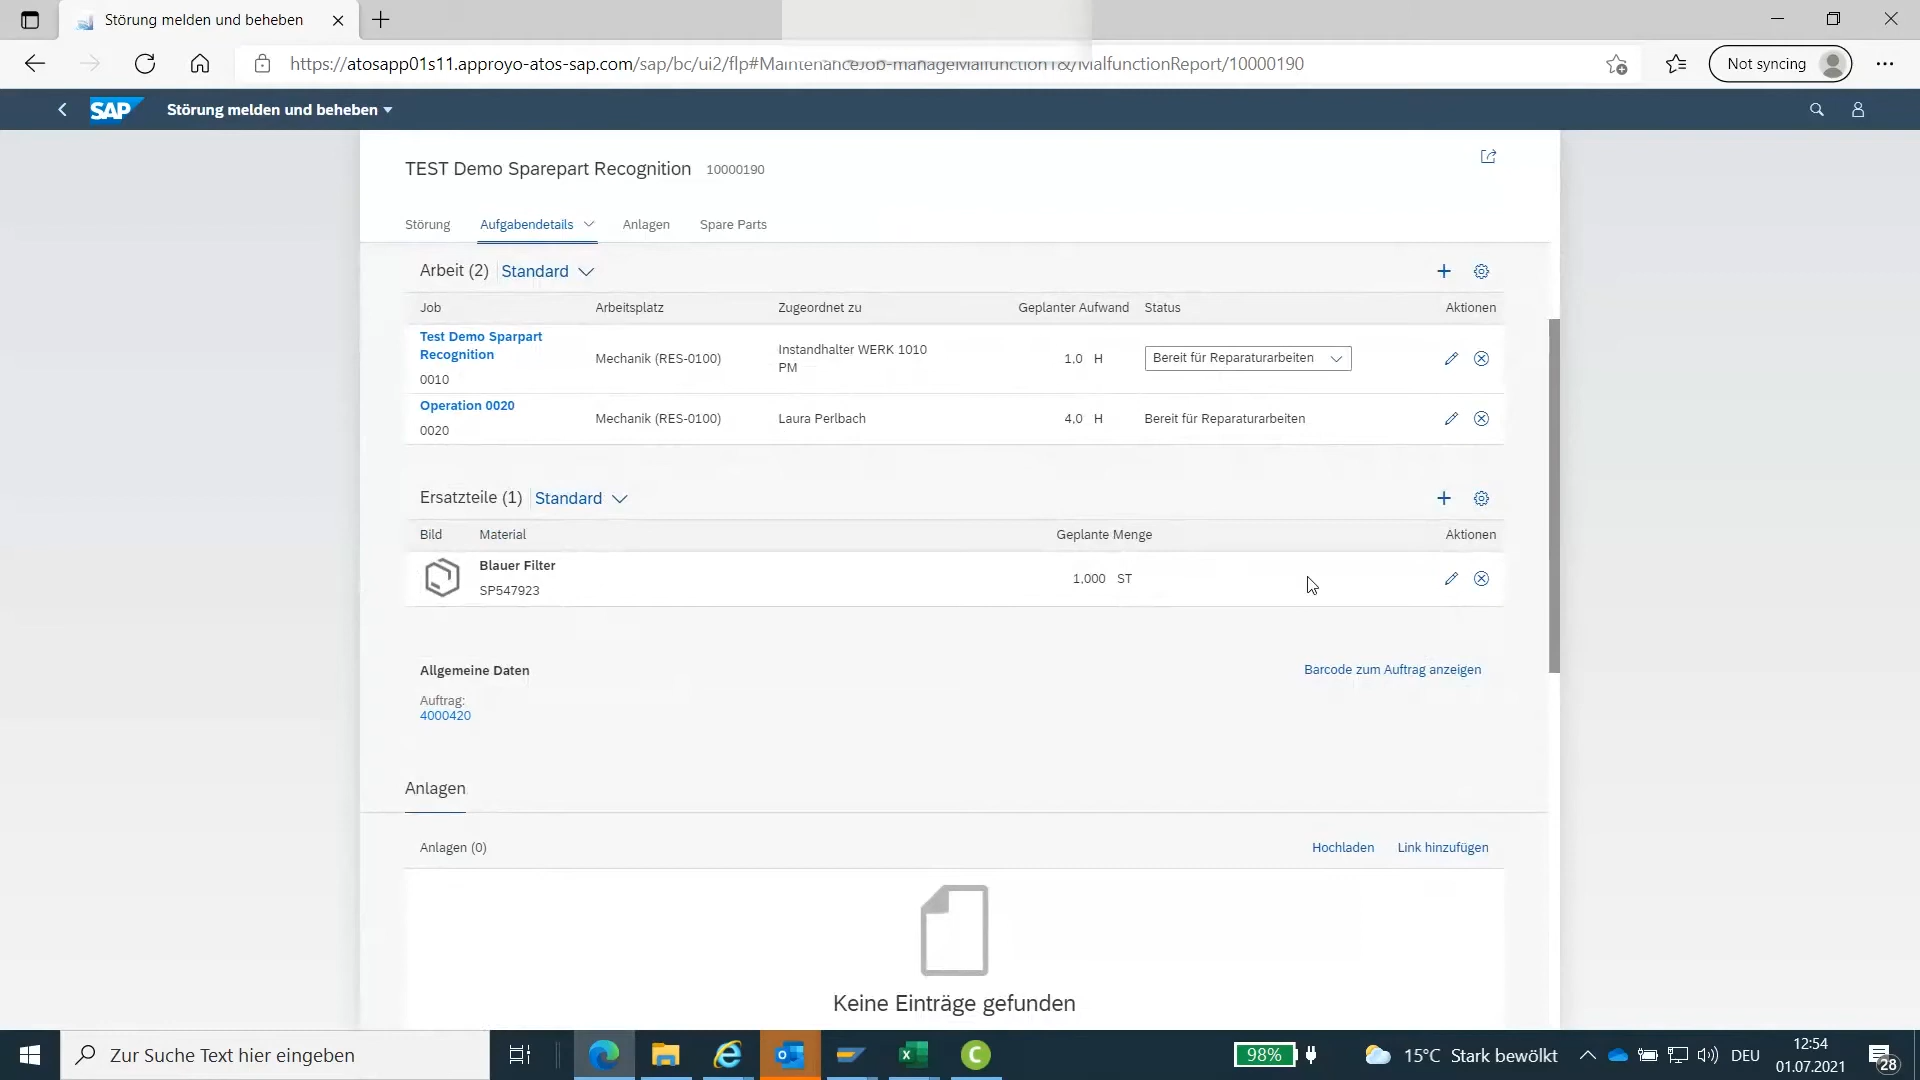 Störung melden und beheben
https://atosapp01s11.approyo-atos-sap.com/sap/bc/ui2/flp#MaintenanceJob-manageMalfunction1&/MalfunctionReport/10000190
Not syncing
SAP
Störung melden und beheben
TEST Demo Sparepart Recognition 10000190
Störung Aufgabendetails Anlagen Spare Parts
Arbeit (2) Standard
Job Arbeitsplatz Zugeordnet zu Geplanter Aufwand Status Aktionen
Test Demo Sparpart
Recognition
0010
Mechanik (RES-0100)
Instandhalter WERK 1010
PM
1,0 H
Bereit für Reparaturarbeiten
Operation 0020
0020
Mechanik (RES-0100)
Laura Perlbach
4,0 H
Bereit für Reparaturarbeiten
Ersatzteile (1) Standard
Bild Material Geplante Menge Aktionen
Blauer Filter
SP547923
1,000 ST
Allgemeine Daten
Barcode zum Auftrag anzeigen
Auftrag:
4000420
Anlagen
Anlagen (0)
Hochladen Link hinzufügen
Keine Einträge gefunden
Zur Suche Text hier eingeben
98%
15°C Stark bewölkt
DEU
12:54
01.07.2021
28